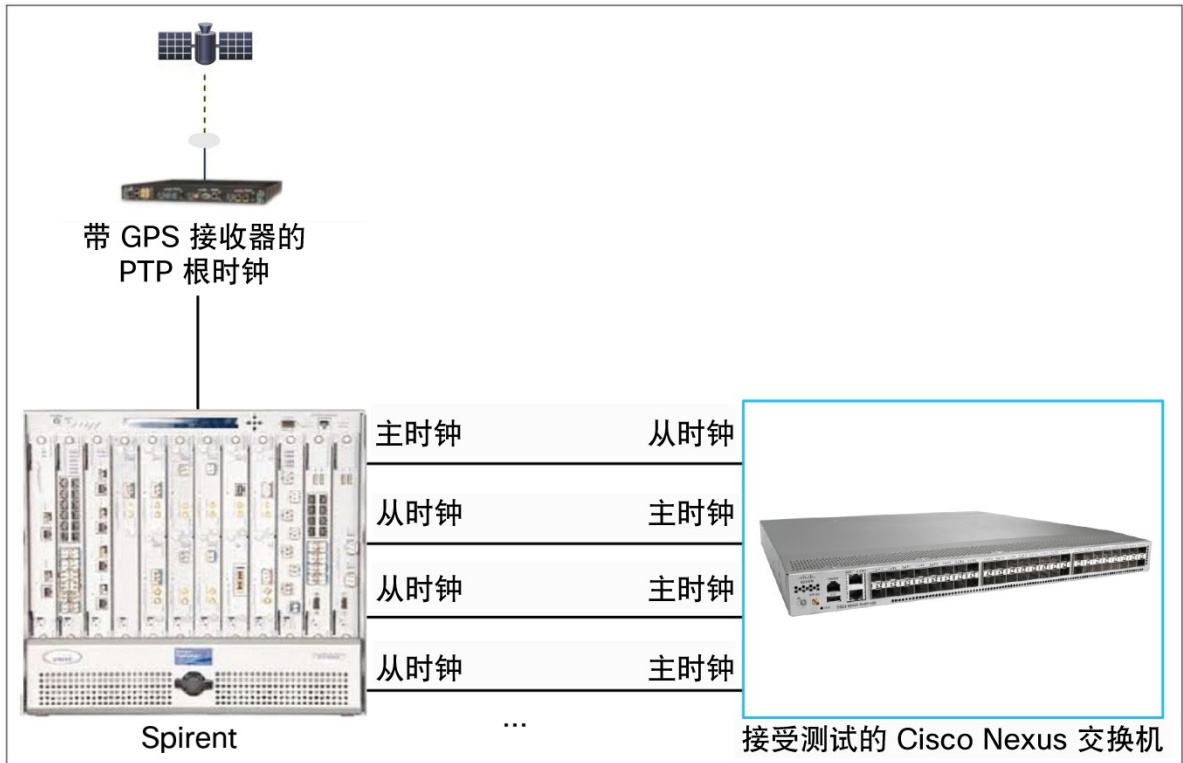 带 GPS 接收器的
PTP 根时钟
主时钟 从时钟
从时钟 主时钟
从时钟 主时钟
从时钟 主时钟
...
Spirent
接受测试的 Cisco Nexus 交换机